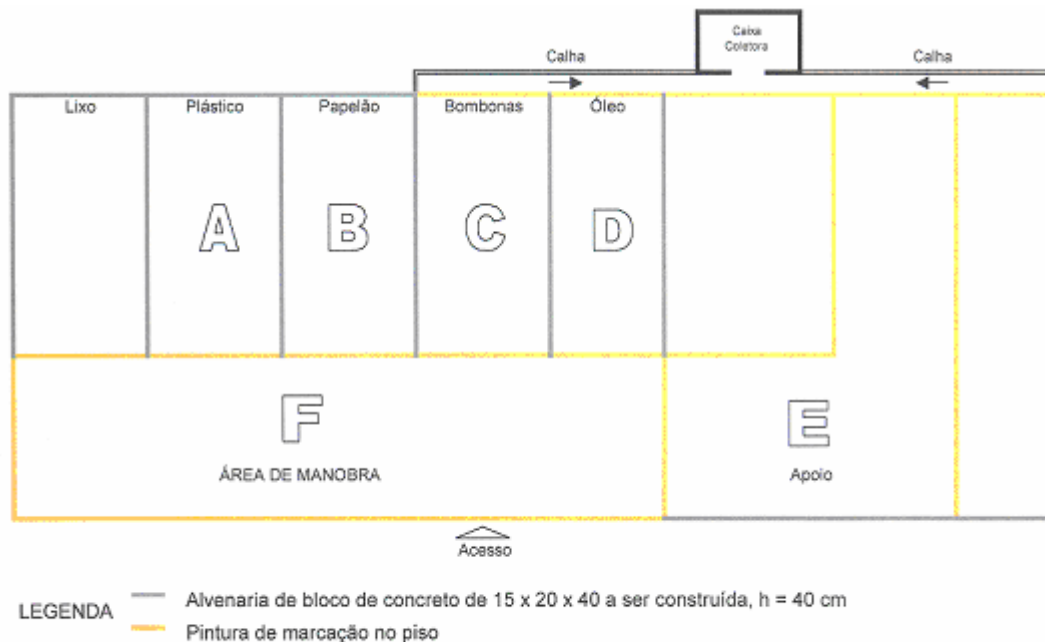 Caixa
Coletora
Calha
Calha
Lixo
Plástico
Papelão
Bombonas
Óleo
A
B
C
D
F
E
ÁREA DE MANOBRA
Apoio
Acesso
LEGENDA
Alvenaria de bloco de concreto de 15 x 20 x 40 a ser construída, h = 40 cm
Pintura de marcação no piso